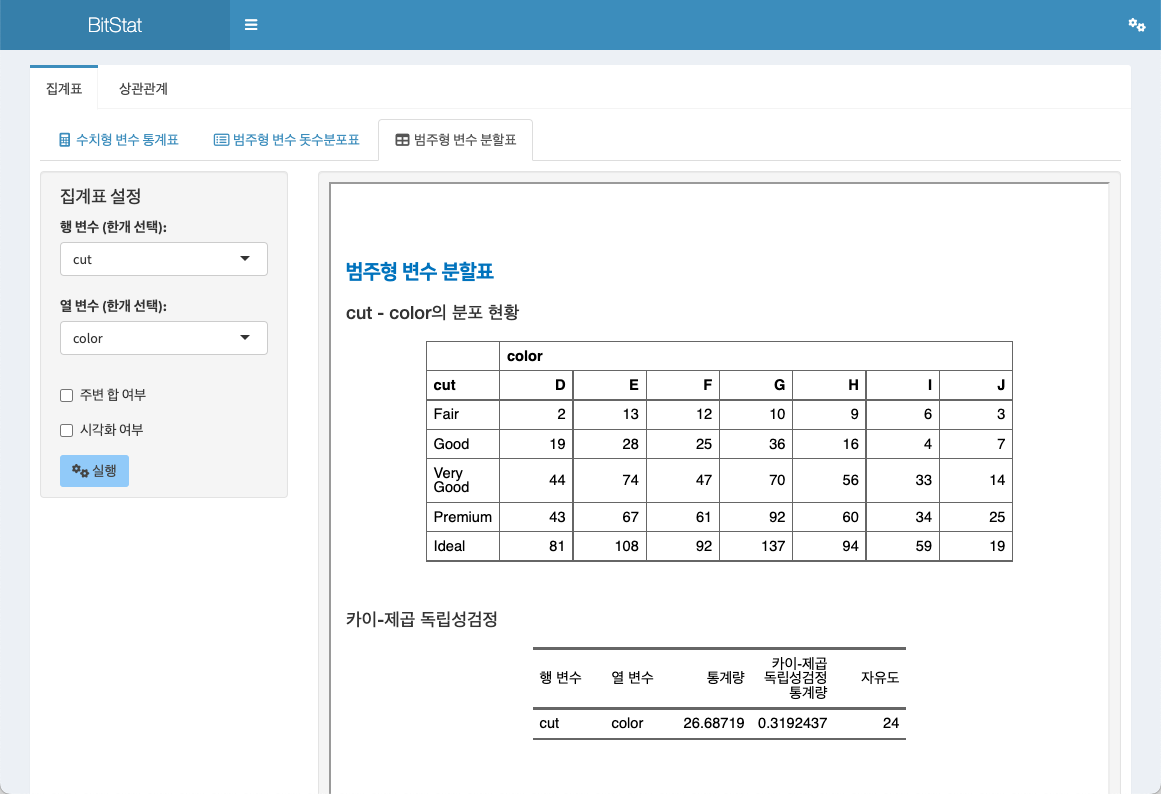 BitStat
집계표 상관관계
수치형 변수 통계표 범주형 변수 돗수분포표 범주형 변수 분할표
집계표 설정
행 변수 (한개 선택):
cut
열 변수 (한개 선택):
color
주변 합 여부
시각화 여부
실행
범주형 변수 분할표
cut - color의 분포 현황
color
cut D E F G H I J
Fair 2 13 12 10 9 6 3
Good 19 28 25 36 16 4 7
Very
Good 44 74 47 70 56 33 14
Premium 43 67 61 92 60 34 25
Ideal 81 108 92 137 94 59 19
카이-제곱 독립성검정
행 변수 열 변수 통계량 카이-제곱
독립성검정
통계량 자유도
cut color 26.68719 0.3192437 24